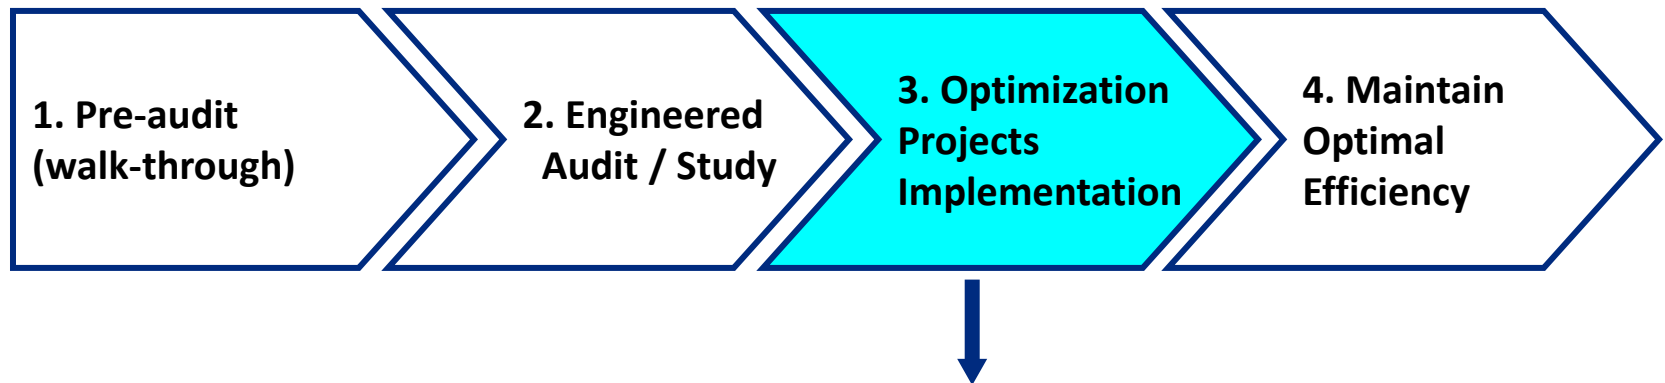 1. Pre-audit
(walk-through)
2. Engineered
Audit / Study
3. Optimization
Projects
Implementation
4. Maintain
Optimal
Efficiency